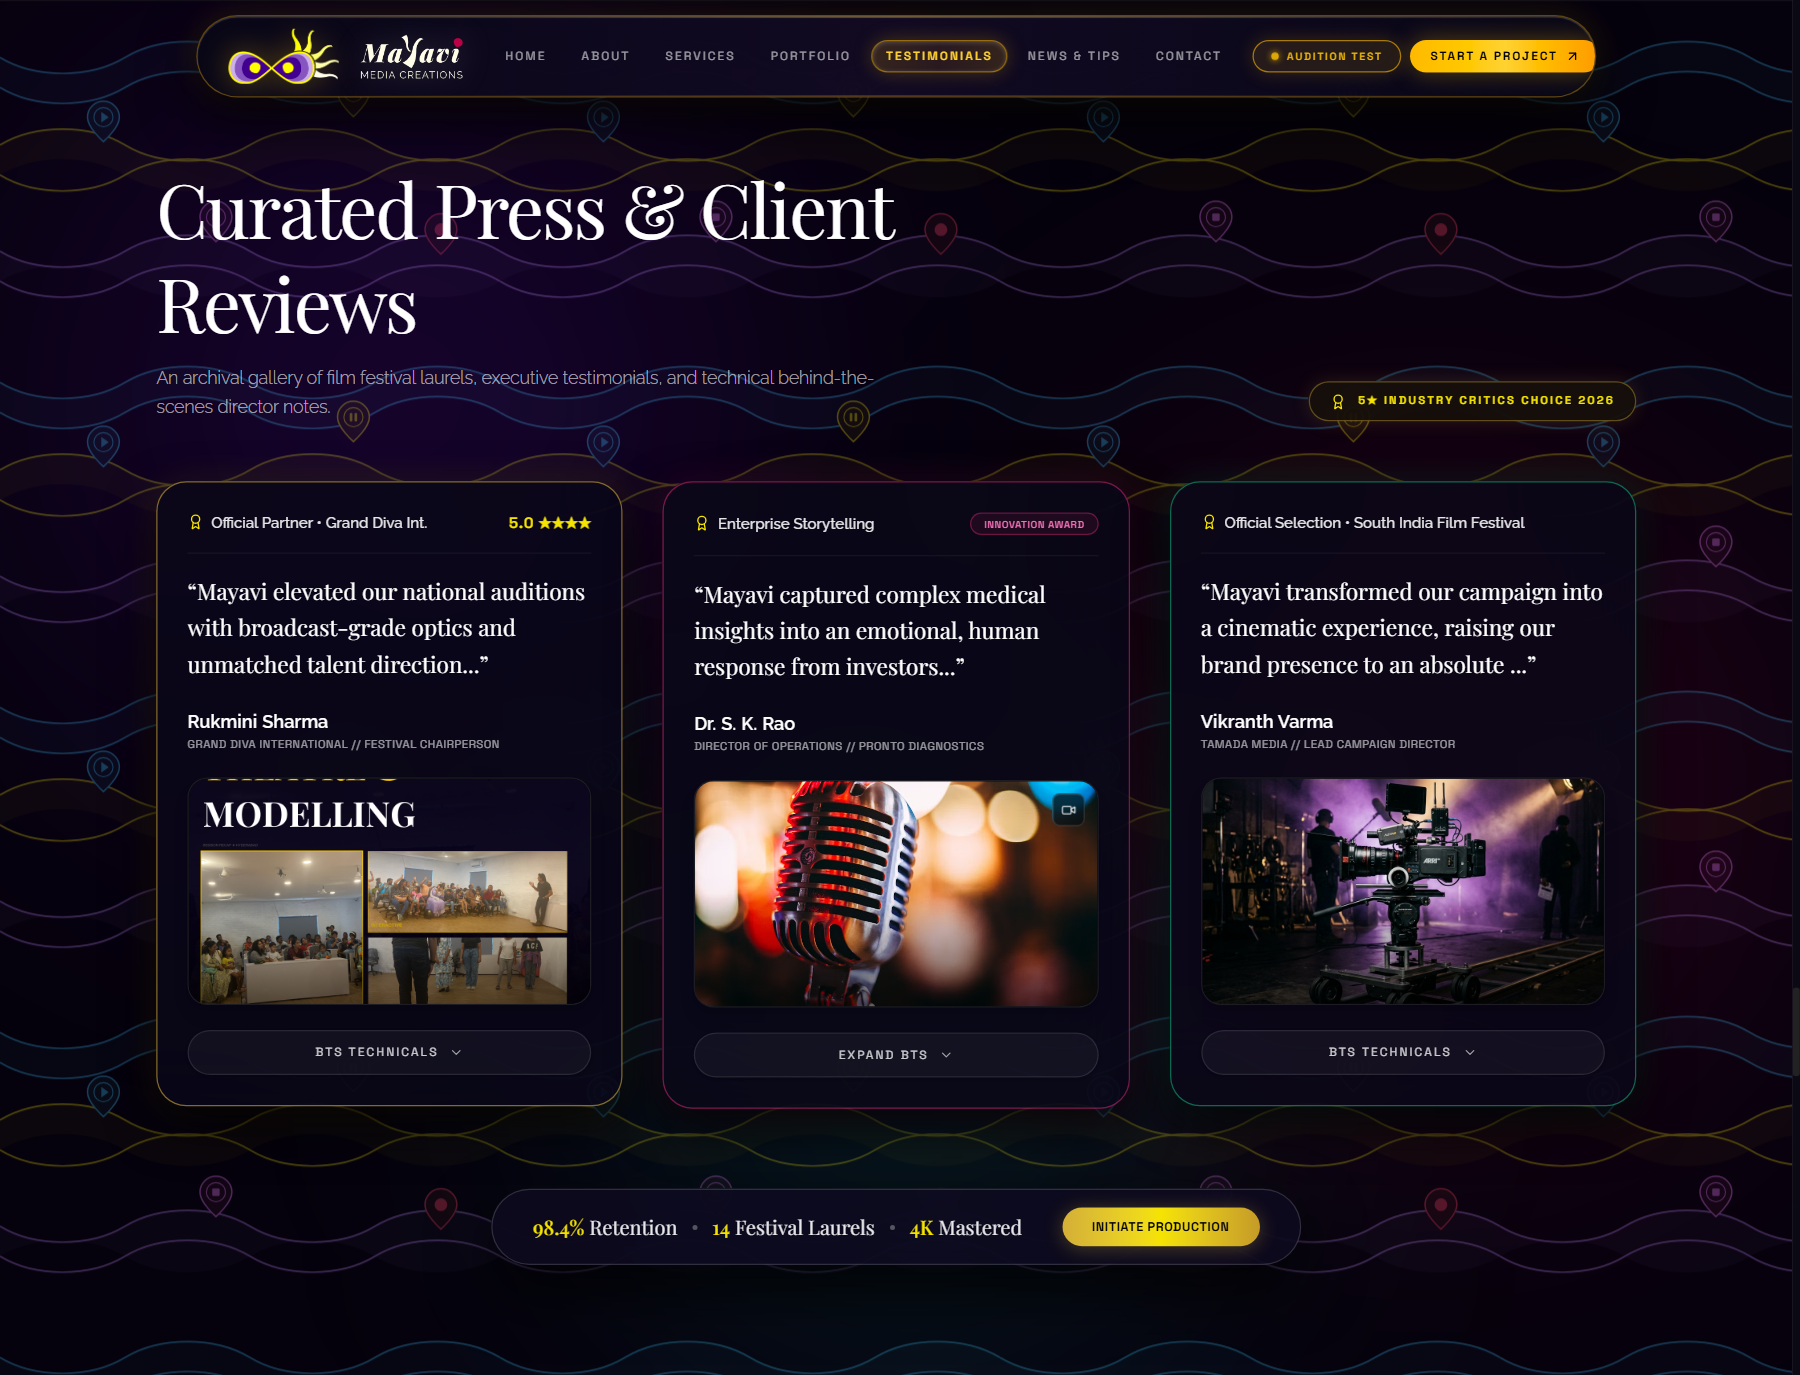 Mayavi
MEDIA CREATIONS
HOME
ABOUT
SERVICES
PORTFOLIO
TESTIMONIALS
NEWS & TIPS
CONTACT
AUDITION TEST
START A PROJECT
Curated Press & Client
Reviews
An archival gallery of film festival laurels, executive testimonials, and technical behind-the-
scenes director notes.
5★ INDUSTRY CRITICS CHOICE 2026
Official Partner • Grand Diva Int.
5.0 ★★★★
“Mayavi elevated our national auditions
with broadcast-grade optics and
unmatched talent direction...”
Rukmini Sharma
GRAND DIVA INTERNATIONAL // FESTIVAL CHAIRPERSON
MODELLING
BTS TECHNICALS
Enterprise Storytelling
INNOVATION AWARD
“Mayavi captured complex medical
insights into an emotional, human
response from investors...”
Dr. S. K. Rao
DIRECTOR OF OPERATIONS // PRONTO DIAGNOSTICS
EXPAND BTS
Official Selection • South India Film Festival
“Mayavi transformed our campaign into
a cinematic experience, raising our
brand presence to an absolute ...”
Vikranth Varma
TAMADA MEDIA // LEAD CAMPAIGN DIRECTOR
ARRI
BTS TECHNICALS
98.4% Retention • 14 Festival Laurels • 4K Mastered
INITIATE PRODUCTION